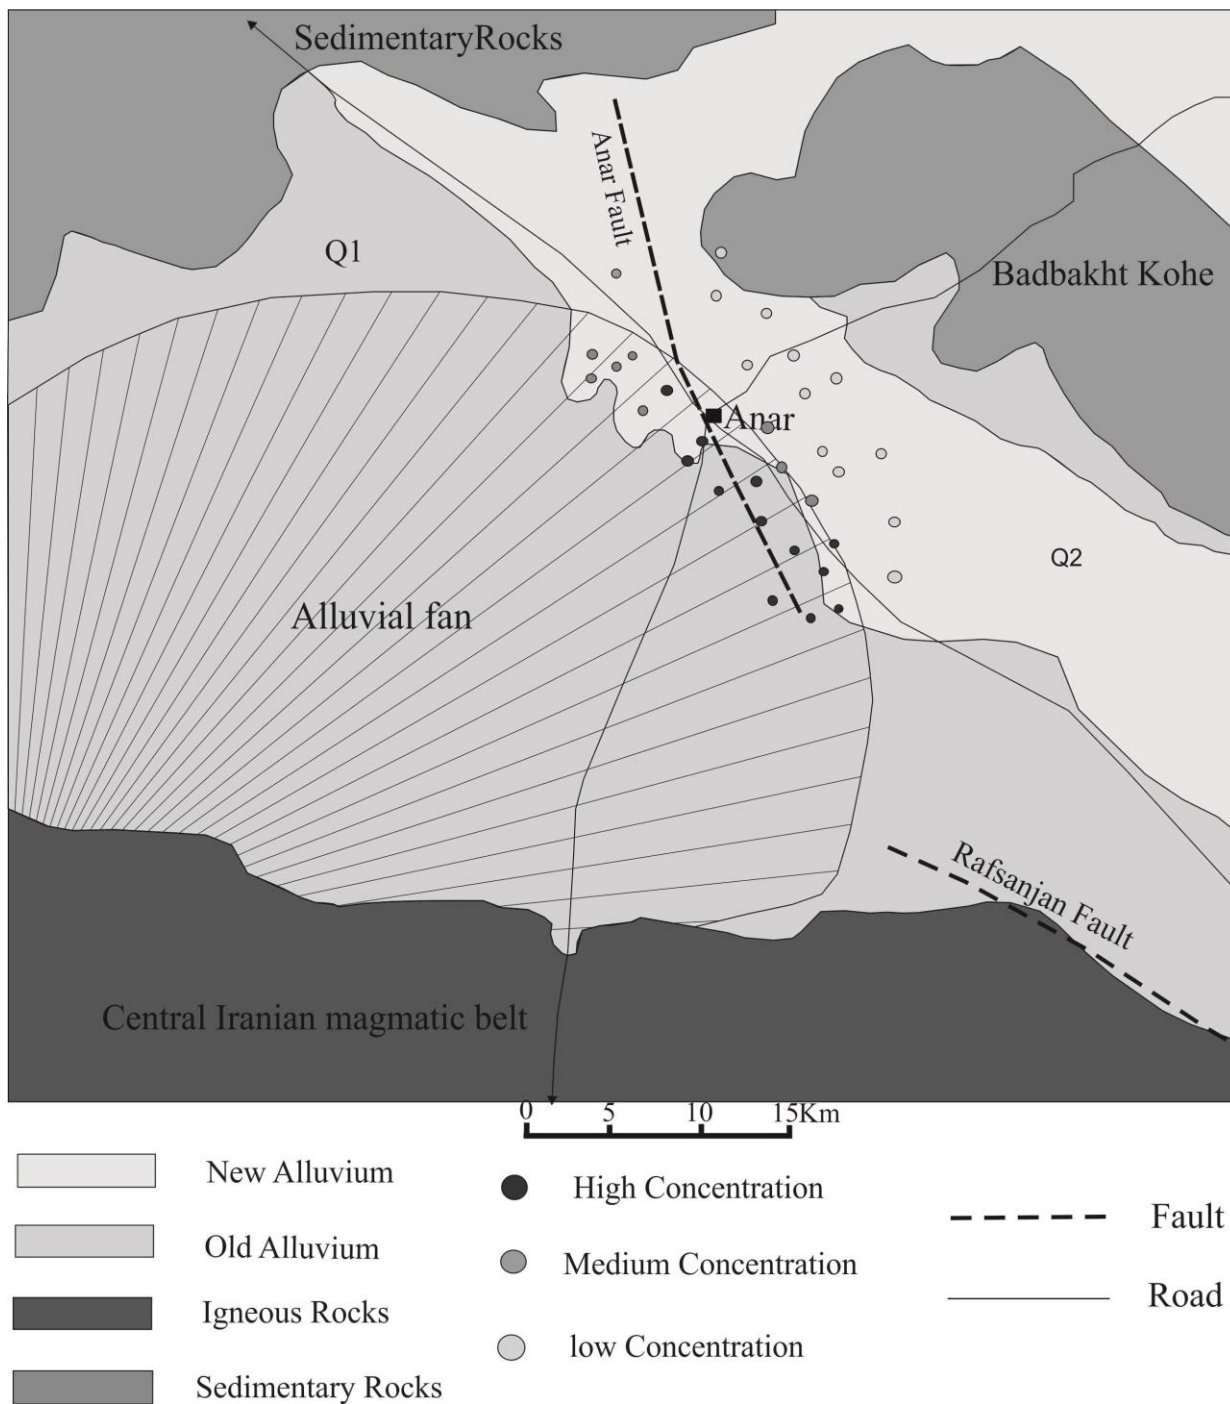 SedimentaryRocks
Anar Fault
Q1
Badbakht Kohe
Anar
Q2
Alluvial fan
Rafsanjan Fault
Central Iranian magmatic belt
0 5 10 15Km
New Alluvium
High Concentration
Fault
Old Alluvium
Medium Concentration
Road
Igneous Rocks
low Concentration
Sedimentary Rocks